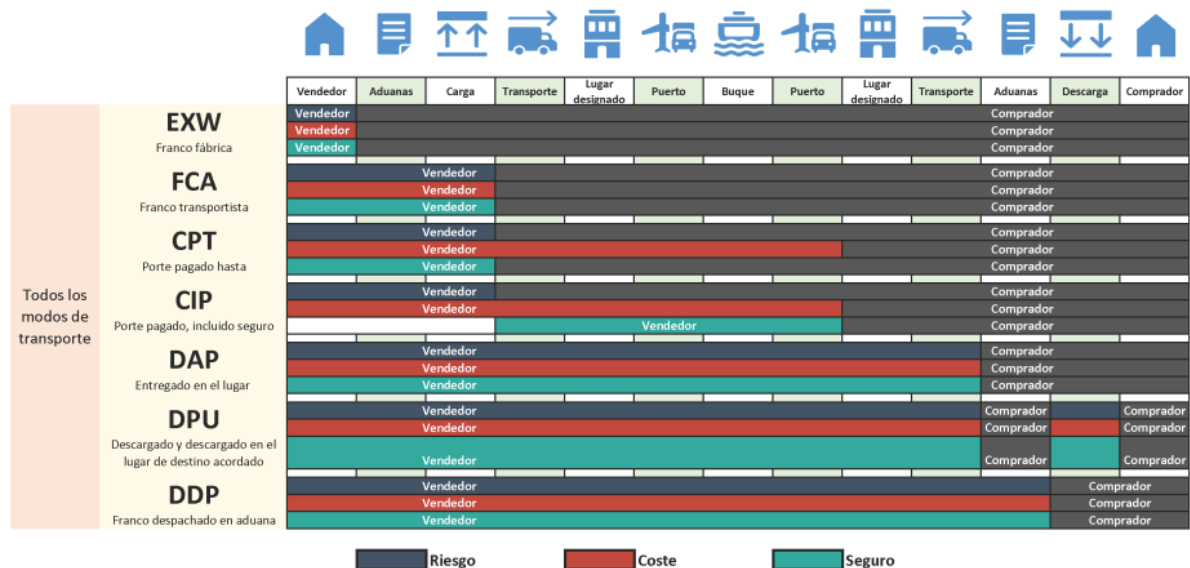 Vendedor Aduanas Carga Transporte Lugar designado Puerto Buque Puerto Lugar designado Transporte Aduanas Descarga Comprador
Todos los
modos de
transporte
EXW
Franco fábrica
Vendedor Comprador
Vendedor Comprador
Vendedor Comprador
FCA
Franco transportista
Vendedor Comprador
Vendedor Comprador
Vendedor Comprador
CPT
Porte pagado hasta
Vendedor Comprador
Vendedor Comprador
Vendedor Comprador
CIP
Porte pagado, incluido seguro
Vendedor Comprador
Vendedor Comprador
Vendedor Comprador
DAP
Entregado en el lugar
Vendedor Comprador
Vendedor Comprador
Vendedor Comprador
DPU
Descargado y descargado en el
lugar de destino acordado
Vendedor Comprador Comprador
Vendedor Comprador Comprador
Vendedor Comprador Comprador
DDP
Franco despachado en aduana
Vendedor Comprador
Vendedor Comprador
Vendedor Comprador
Riesgo Coste Seguro